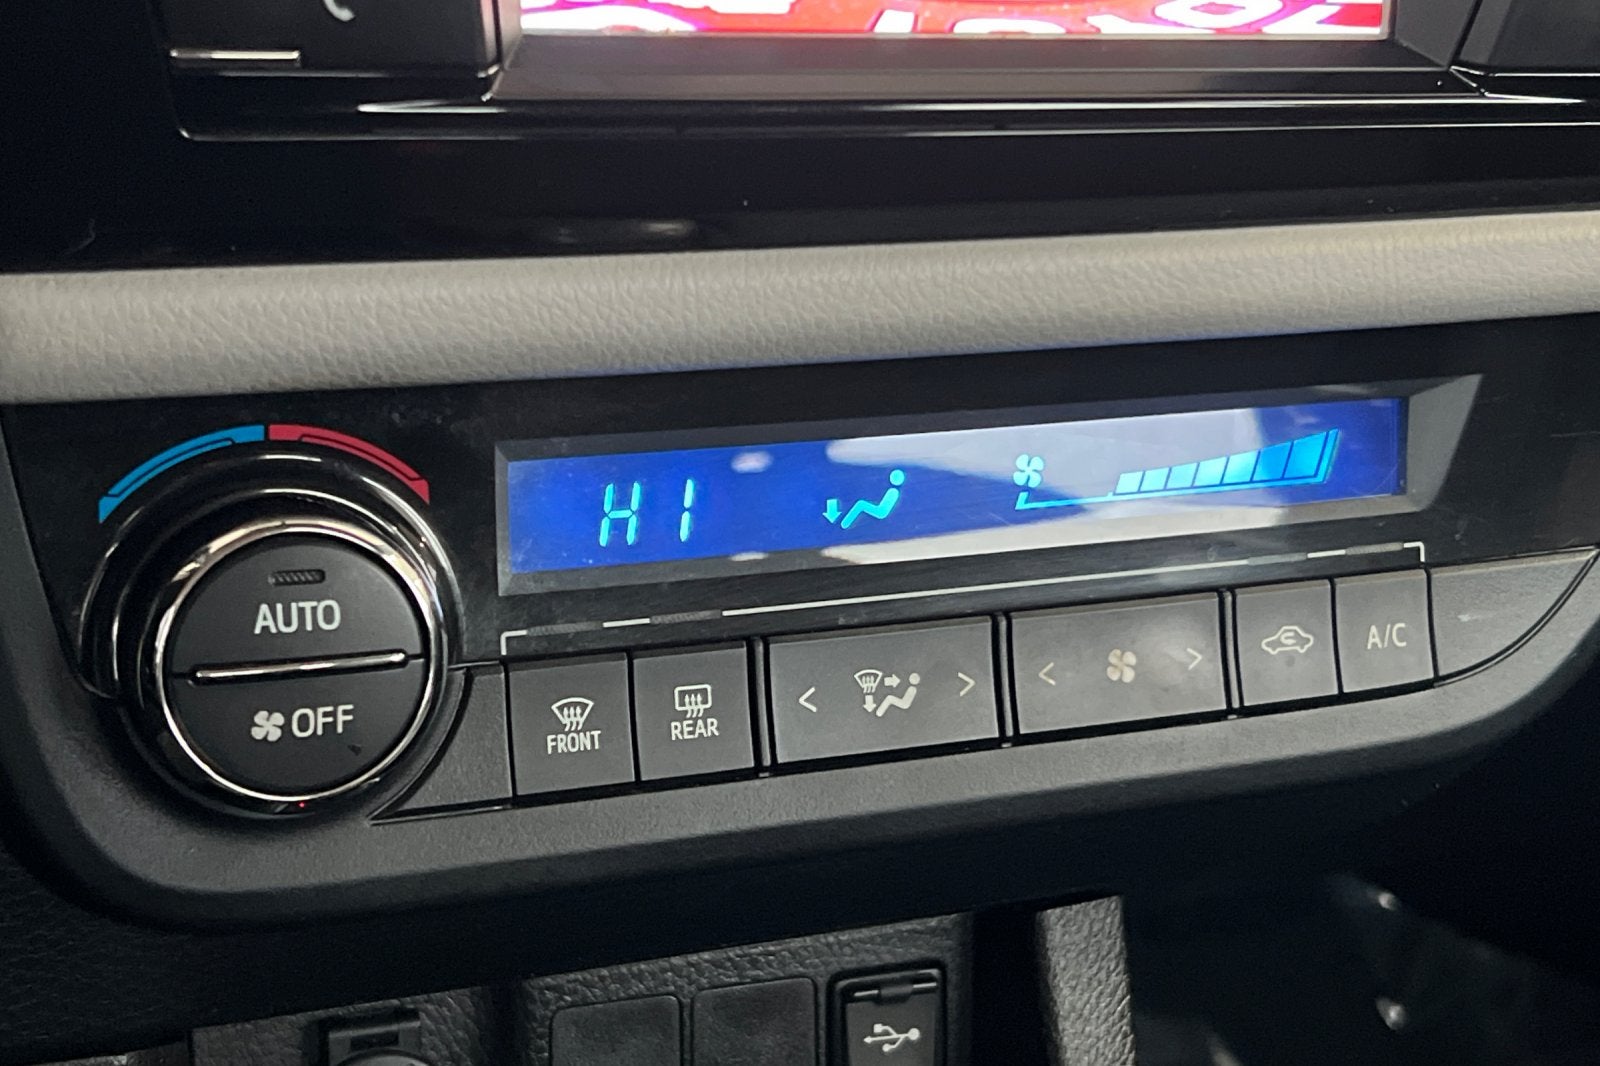 HI
AUTO
OFF
FRONT
REAR
<
>
<
>
A/C